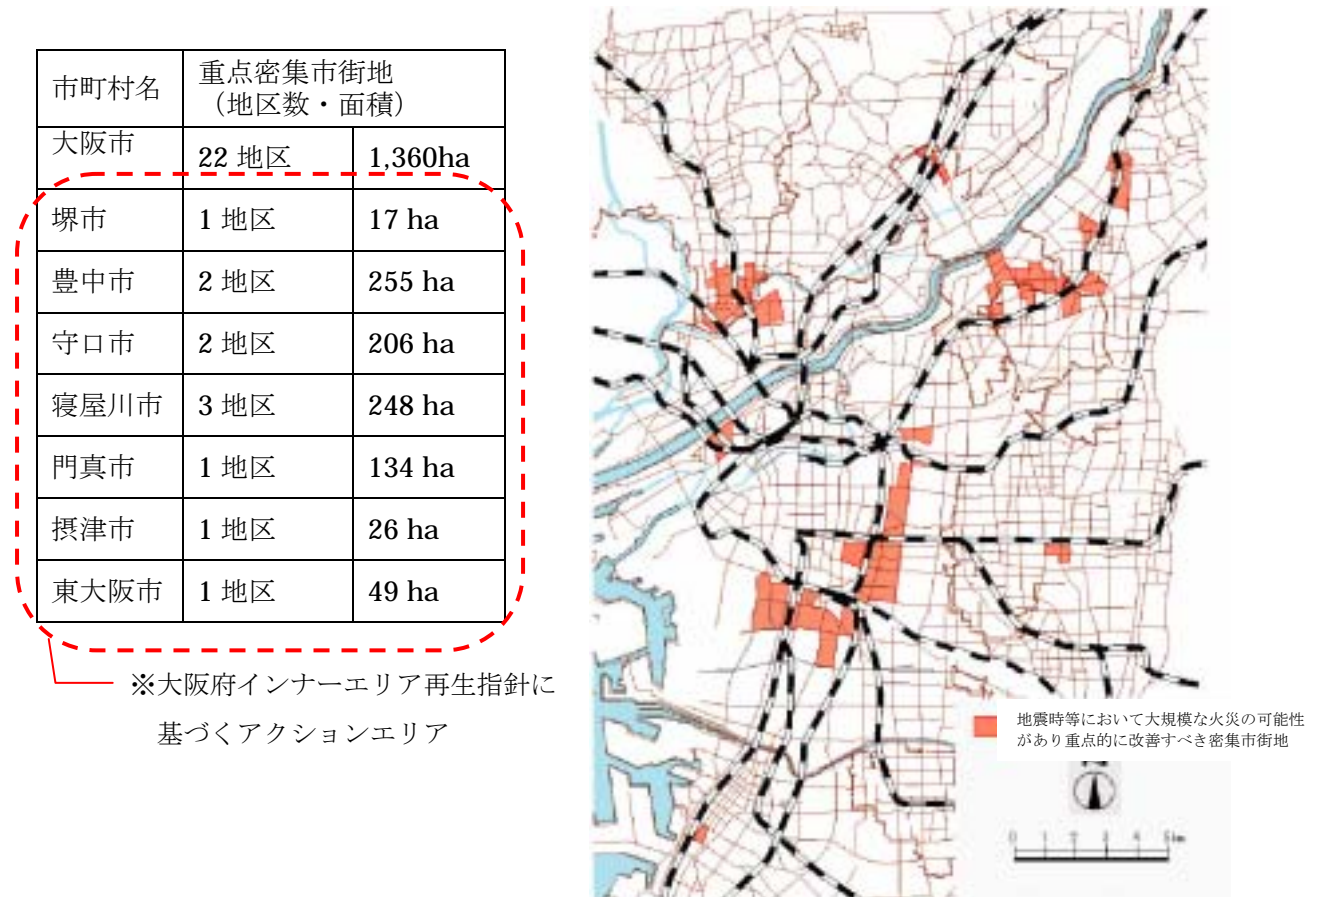 市町村名 重点密集市街地
（地区数・面積）
大阪市 22 地区 1,360ha
堺市 1 地区 17 ha
豊中市 2 地区 255 ha
守口市 2 地区 206 ha
寝屋川市 3 地区 248 ha
門真市 1 地区 134 ha
摂津市 1 地区 26 ha
東大阪市 1 地区 49 ha
※大阪府インナーエリア再生指針に
基づくアクションエリア
地震時等において大規模な火災の可能性
があり重点的に改善すべき密集市街地
0 1 2 3 4 5km